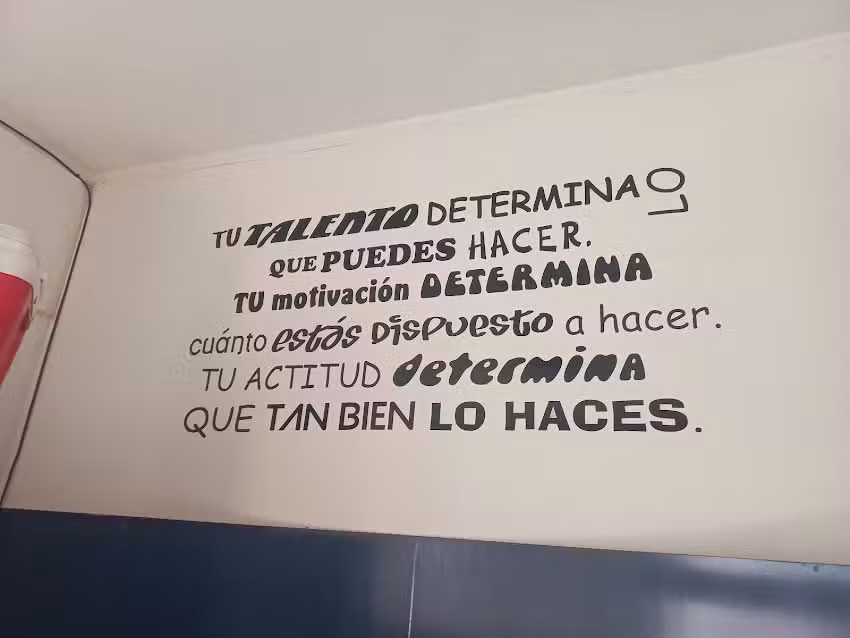 TU TALENTO DETERMINA LO
QUE PUEDES HACER.
TU motivación DETERMINA
cuánto estás DISPUESTO a hacer.
TU ACTITUD determina
QUE TAN BIEN LO HACES.